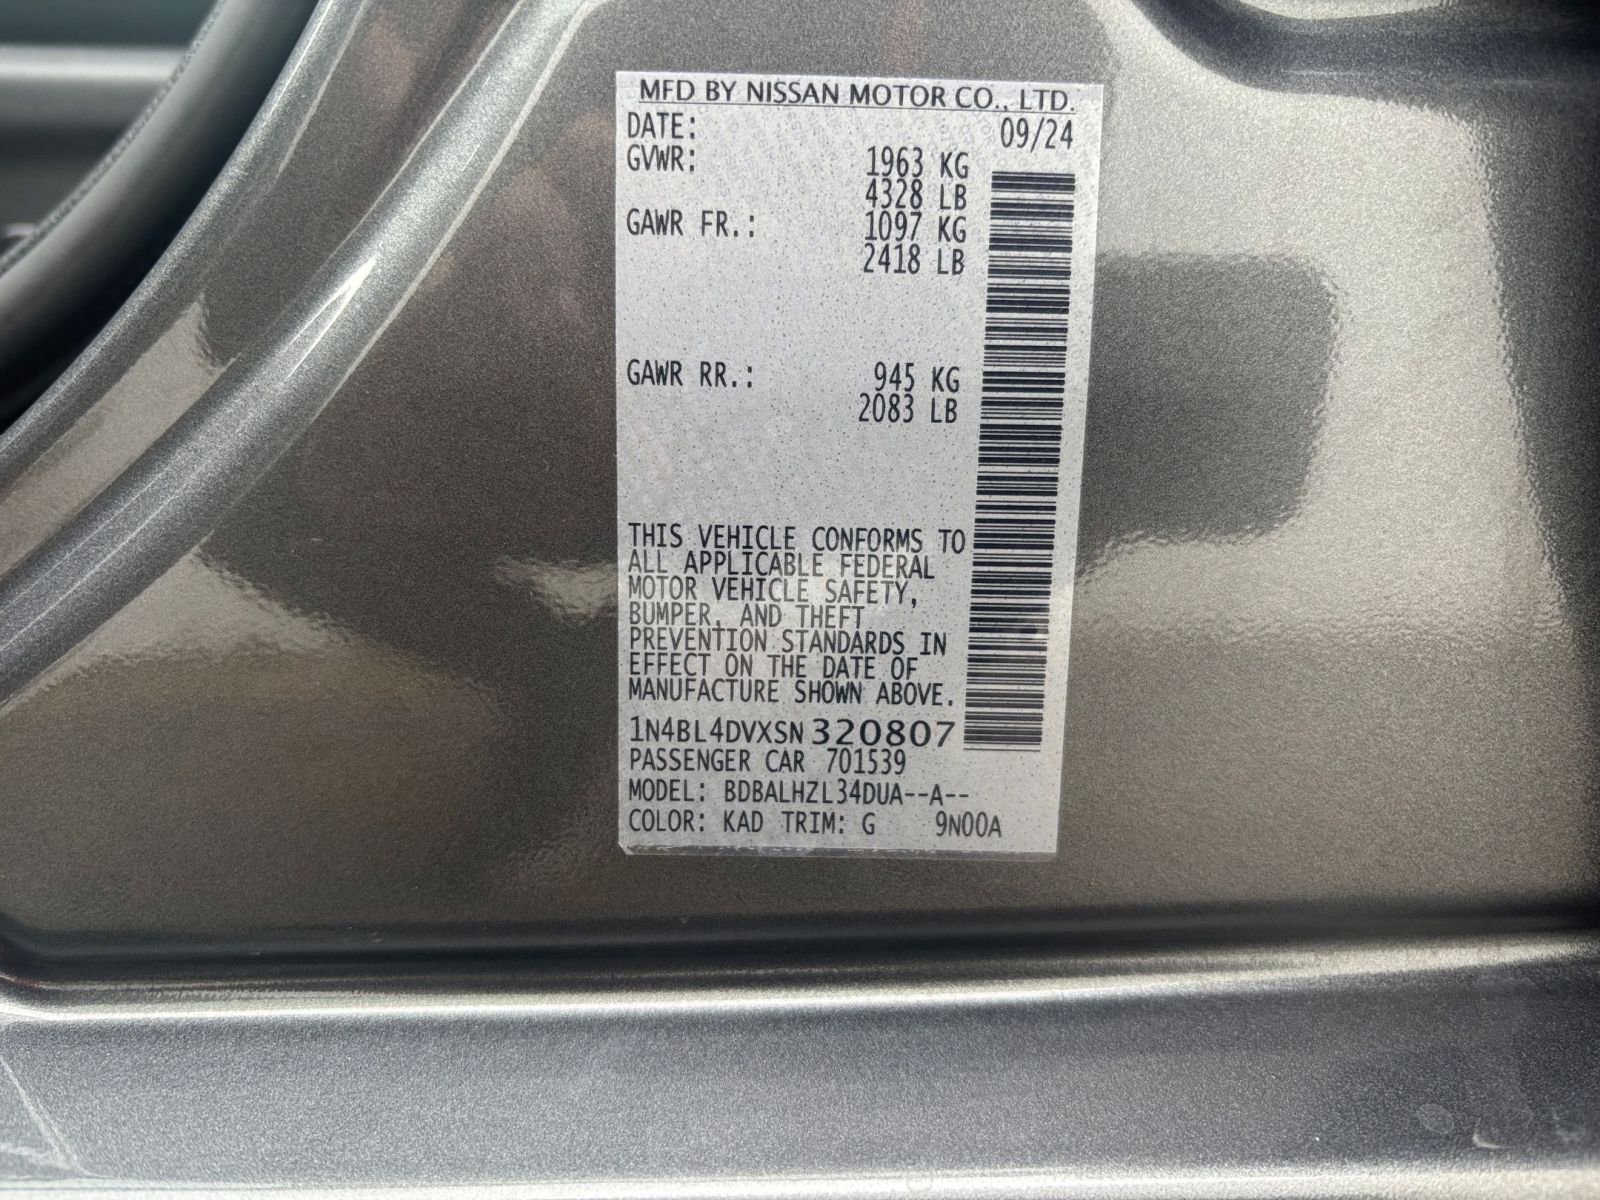 MFD BY NISSAN MOTOR CO., LTD.
DATE: 09/24
GVWR: 1963 KG
4328 LB
GAWR FR.: 1097 KG
2418 LB
GAWR RR.: 945 KG
2083 LB
THIS VEHICLE CONFORMS TO
ALL APPLICABLE FEDERAL
MOTOR VEHICLE SAFETY,
BUMPER, AND THEFT
PREVENTION STANDARDS IN
EFFECT ON THE DATE OF
MANUFACTURE SHOWN ABOVE.
1N4BL4DVXSN320807
PASSENGER CAR 701539
MODEL: BDBALHZL34DUA--A--
COLOR: KAD TRIM: G 9N00A